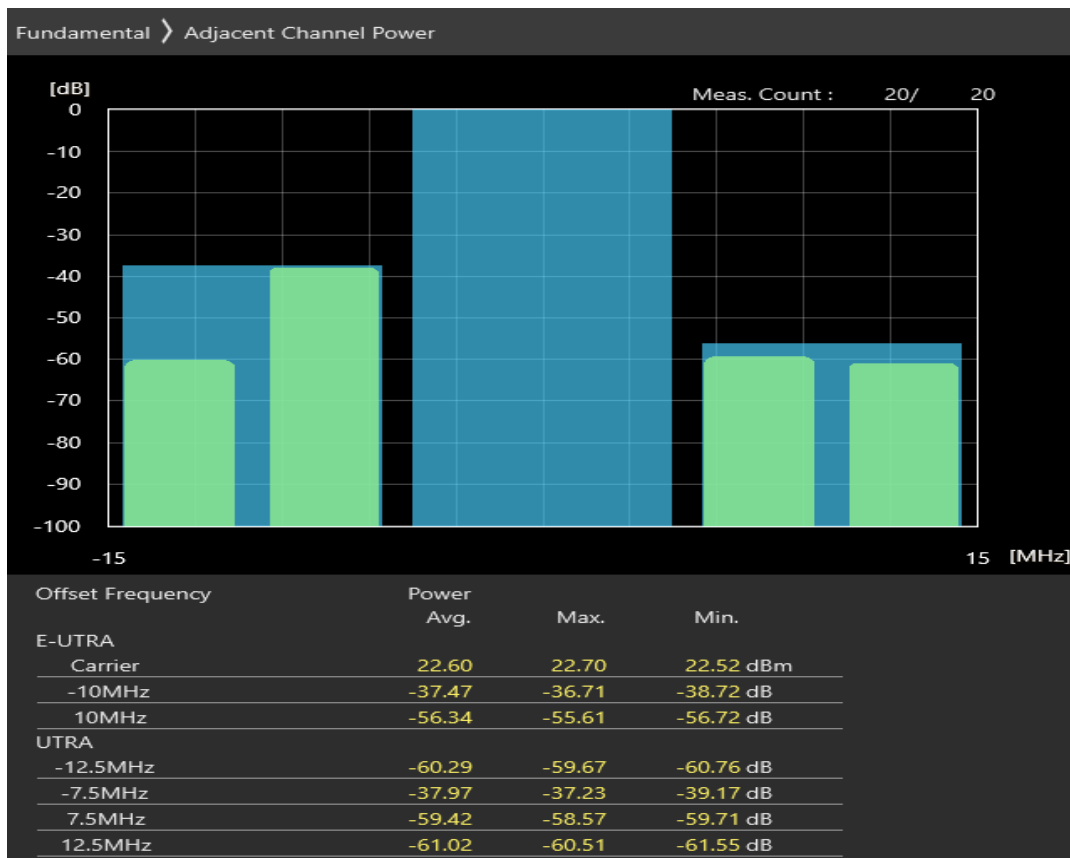 Fundamental 〉 Adjacent Channel Power
[dB]
Meas. Count : 20/ 20
0
-10
-20
-30
-40
-50
-60
-70
-80
-90
-100
-15 15 [MHz]
Offset Frequency Power
Avg. Max. Min.
E-UTRA
Carrier 22.60 22.70 22.52 dBm
-10MHz -37.47 -36.71 -38.72 dB
10MHz -56.34 -55.61 -56.72 dB
UTRA
-12.5MHz -60.29 -59.67 -60.76 dB
-7.5MHz -37.97 -37.23 -39.17 dB
7.5MHz -59.42 -58.57 -59.71 dB
12.5MHz -61.02 -60.51 -61.55 dB